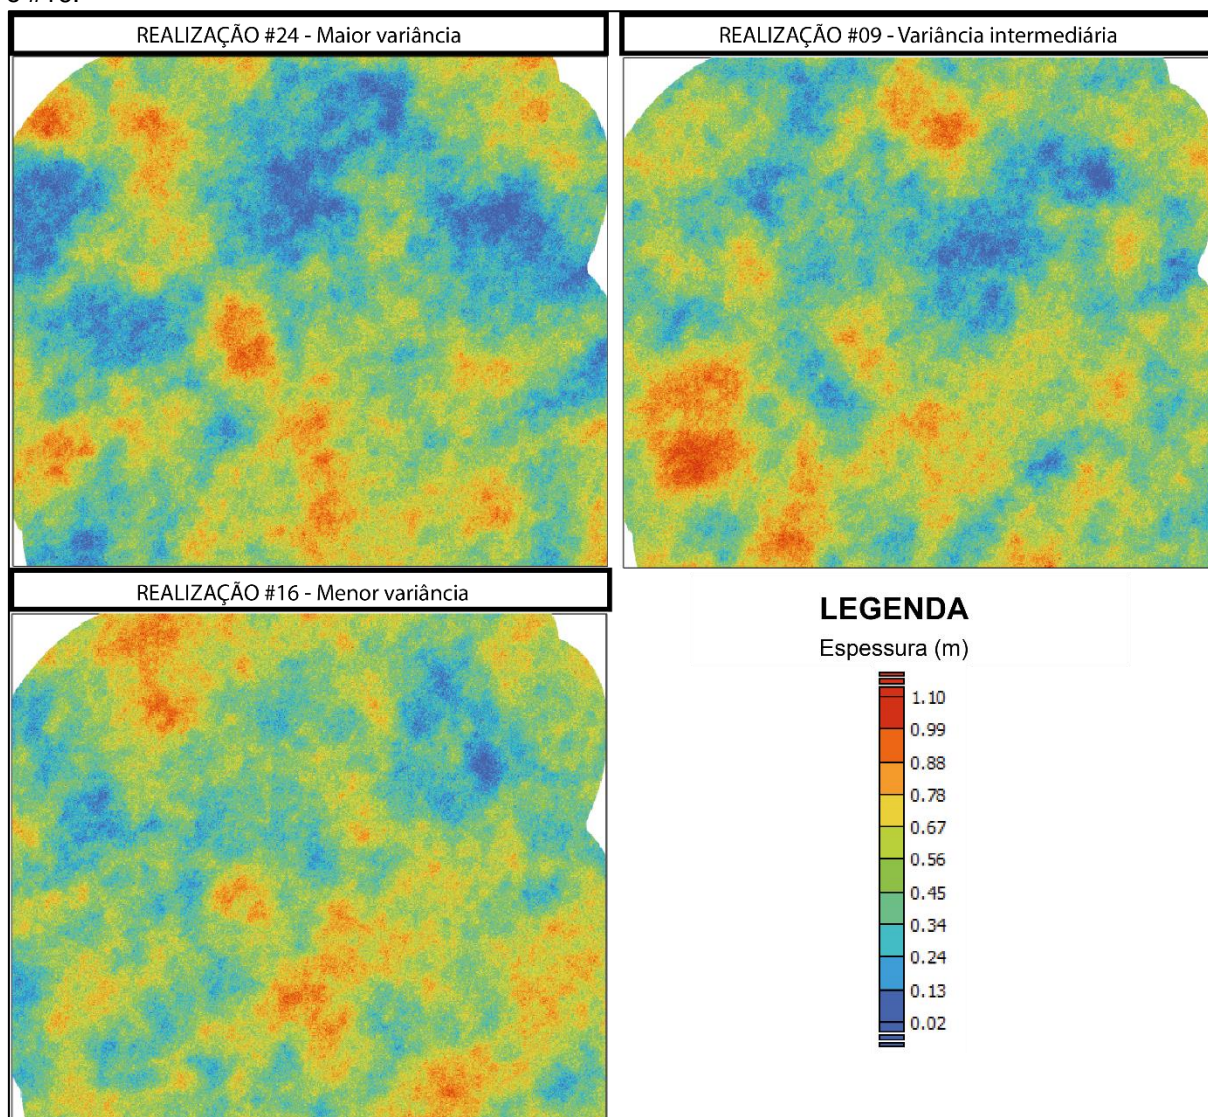 REALIZAÇÃO #24 - Maior variância
REALIZAÇÃO #09 - Variância intermediária
REALIZAÇÃO #16 - Menor variância
LEGENDA
Espessura (m)
1.10
0.99
0.88
0.78
0.67
0.56
0.45
0.34
0.24
0.13
0.02